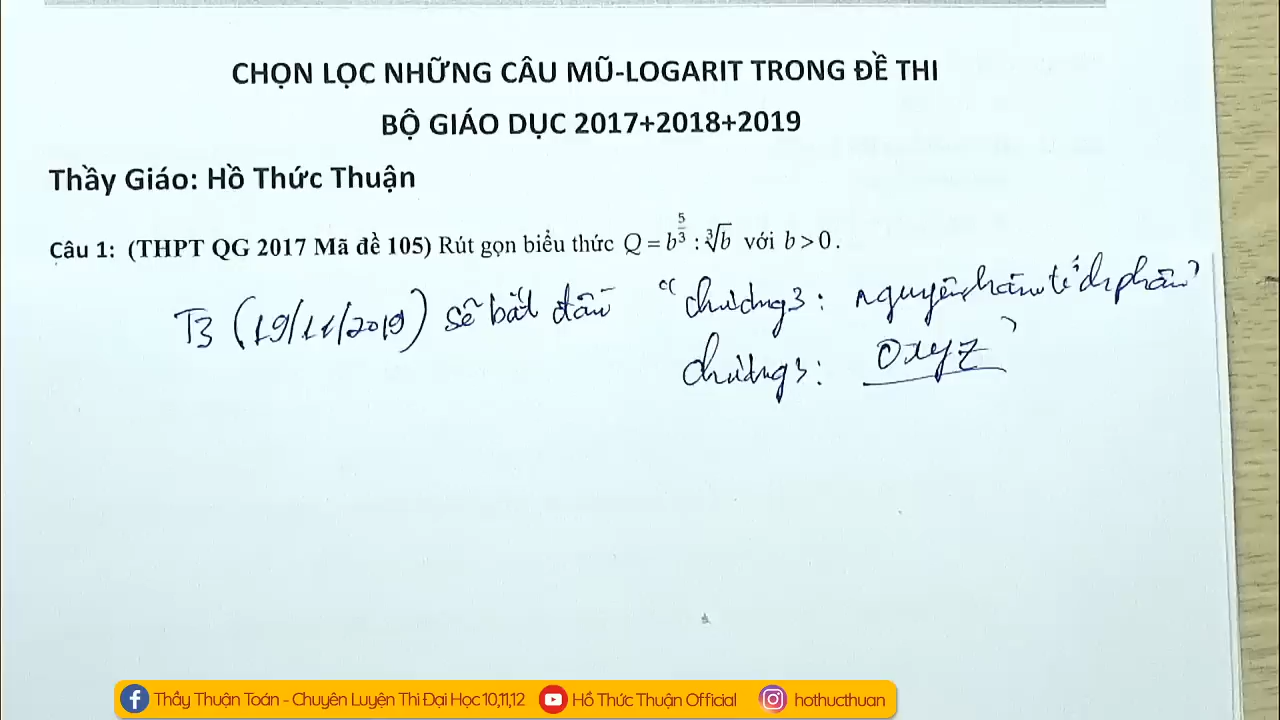 CHỌN LỌC NHỮNG CÂU MŨ-LOGARIT TRONG ĐỀ THI
BỘ GIÁO DỤC 2017+2018+2019
Thầy Giáo: Hồ Thức Thuận
Câu 1: (THPT QG 2017 Mã đề 105) Rút gọn biểu thức Q = b^{5/3} : ∛b với b > 0.
T3 (19/11/2019) sẽ bắt đầu "chương 3: nguyên hàm tích phân"
chương 3: Oxyz
Thầy Thuận Toán - Chuyên Luyện Thi Đại Học 10,11,12 Hồ Thức Thuận Official hothucthuan